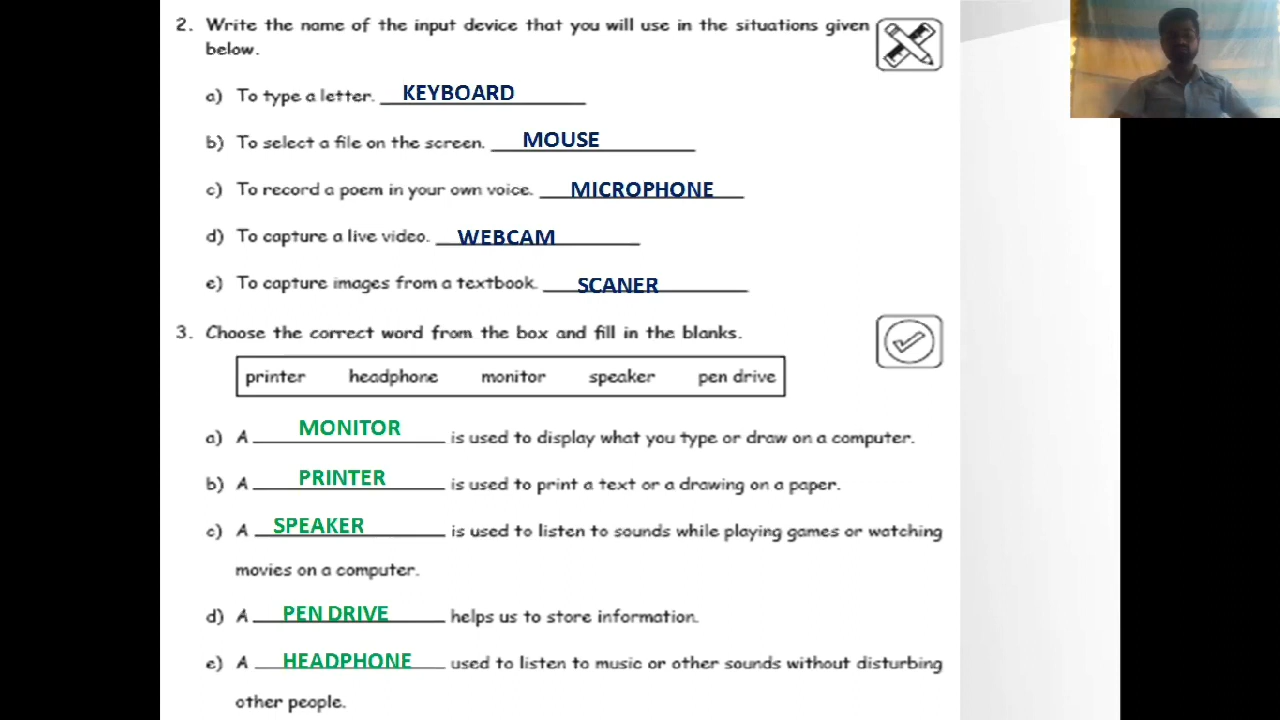 2. Write the name of the input device that you will use in the situations given
below.
a) To type a letter. KEYBOARD
b) To select a file on the screen. MOUSE
c) To record a poem in your own voice. MICROPHONE
d) To capture a live video. WEBCAM
e) To capture images from a textbook. SCANER
3. Choose the correct word from the box and fill in the blanks.
printer headphone monitor speaker pen drive
a) A MONITOR is used to display what you type or draw on a computer.
b) A PRINTER is used to print a text or a drawing on a paper.
c) A SPEAKER is used to listen to sounds while playing games or watching
movies on a computer.
d) A PEN DRIVE helps us to store information.
e) A HEADPHONE used to listen to music or other sounds without disturbing
other people.